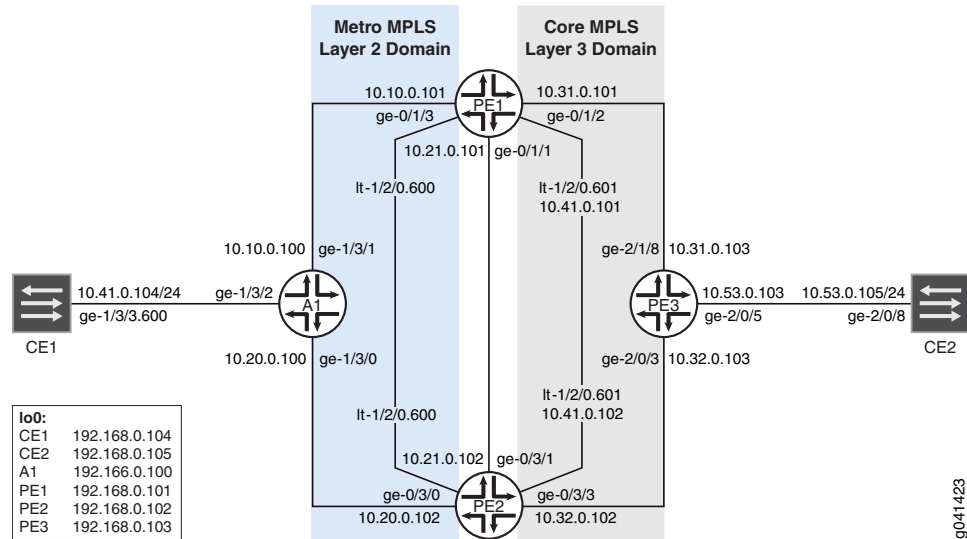 Metro MPLS
Layer 2 Domain
Core MPLS
Layer 3 Domain
10.10.0.101
PE1
10.31.0.101
ge-0/1/3
ge-0/1/2
10.21.0.101
ge-0/1/1
lt-1/2/0.600
lt-1/2/0.601
10.41.0.101
10.10.0.100
ge-1/3/1
ge-2/1/8
10.31.0.103
10.41.0.104/24
ge-1/3/2
A1
PE3
10.53.0.103
10.53.0.105/24
ge-1/3/3.600
ge-2/0/5
ge-2/0/8
CE1
CE2
10.20.0.100
ge-1/3/0
ge-2/0/3
10.32.0.103
lt-1/2/0.600
lt-1/2/0.601
10.41.0.102
10.21.0.102
ge-0/3/1
ge-0/3/0
PE2
ge-0/3/3
10.20.0.102
10.32.0.102
lo0:
CE1 192.168.0.104
CE2 192.168.0.105
A1 192.166.0.100
PE1 192.168.0.101
PE2 192.168.0.102
PE3 192.168.0.103
g041423